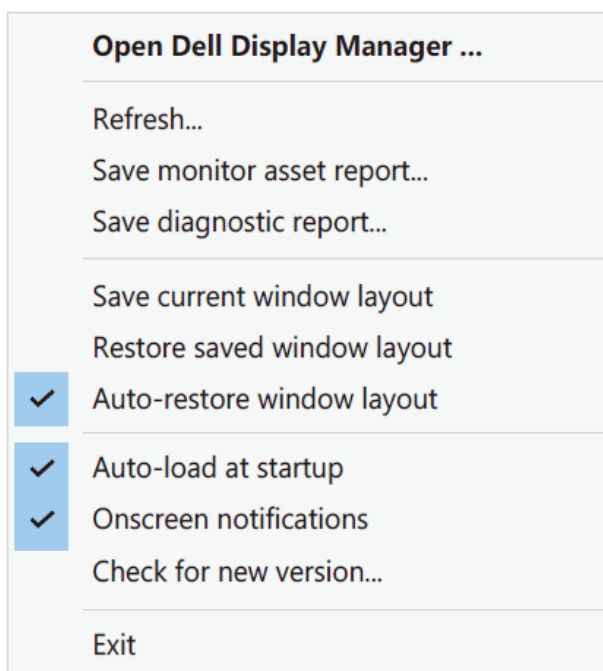 Open Dell Display Manager ...
Refresh...
Save monitor asset report...
Save diagnostic report...
Save current window layout
Restore saved window layout
Auto-restore window layout
Auto-load at startup
Onscreen notifications
Check for new version...
Exit